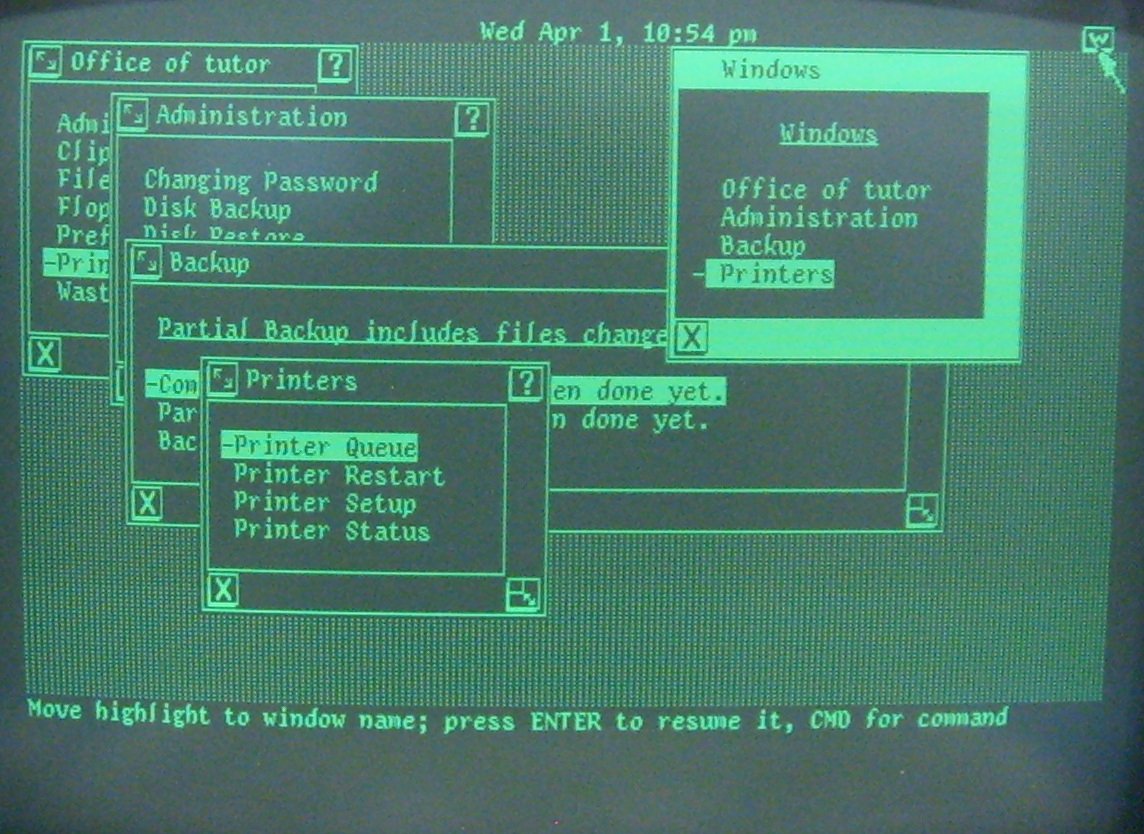 Wed Apr 1, 10:54 pm
W
Office of tutor ?
Admi
Clip
File
Flop
Pref
-Prin
Wast
X
Administration ?
Changing Password
Disk Backup
Disk Restore
Backup
Partial Backup includes files change
-Com
en done yet.
Par
n done yet.
Bac
X
Printers ?
-Printer Queue
Printer Restart
Printer Setup
Printer Status
X
Windows
Windows
Office of tutor
Administration
Backup
- Printers
X
Move highlight to window name; press ENTER to resume it, CMD for command